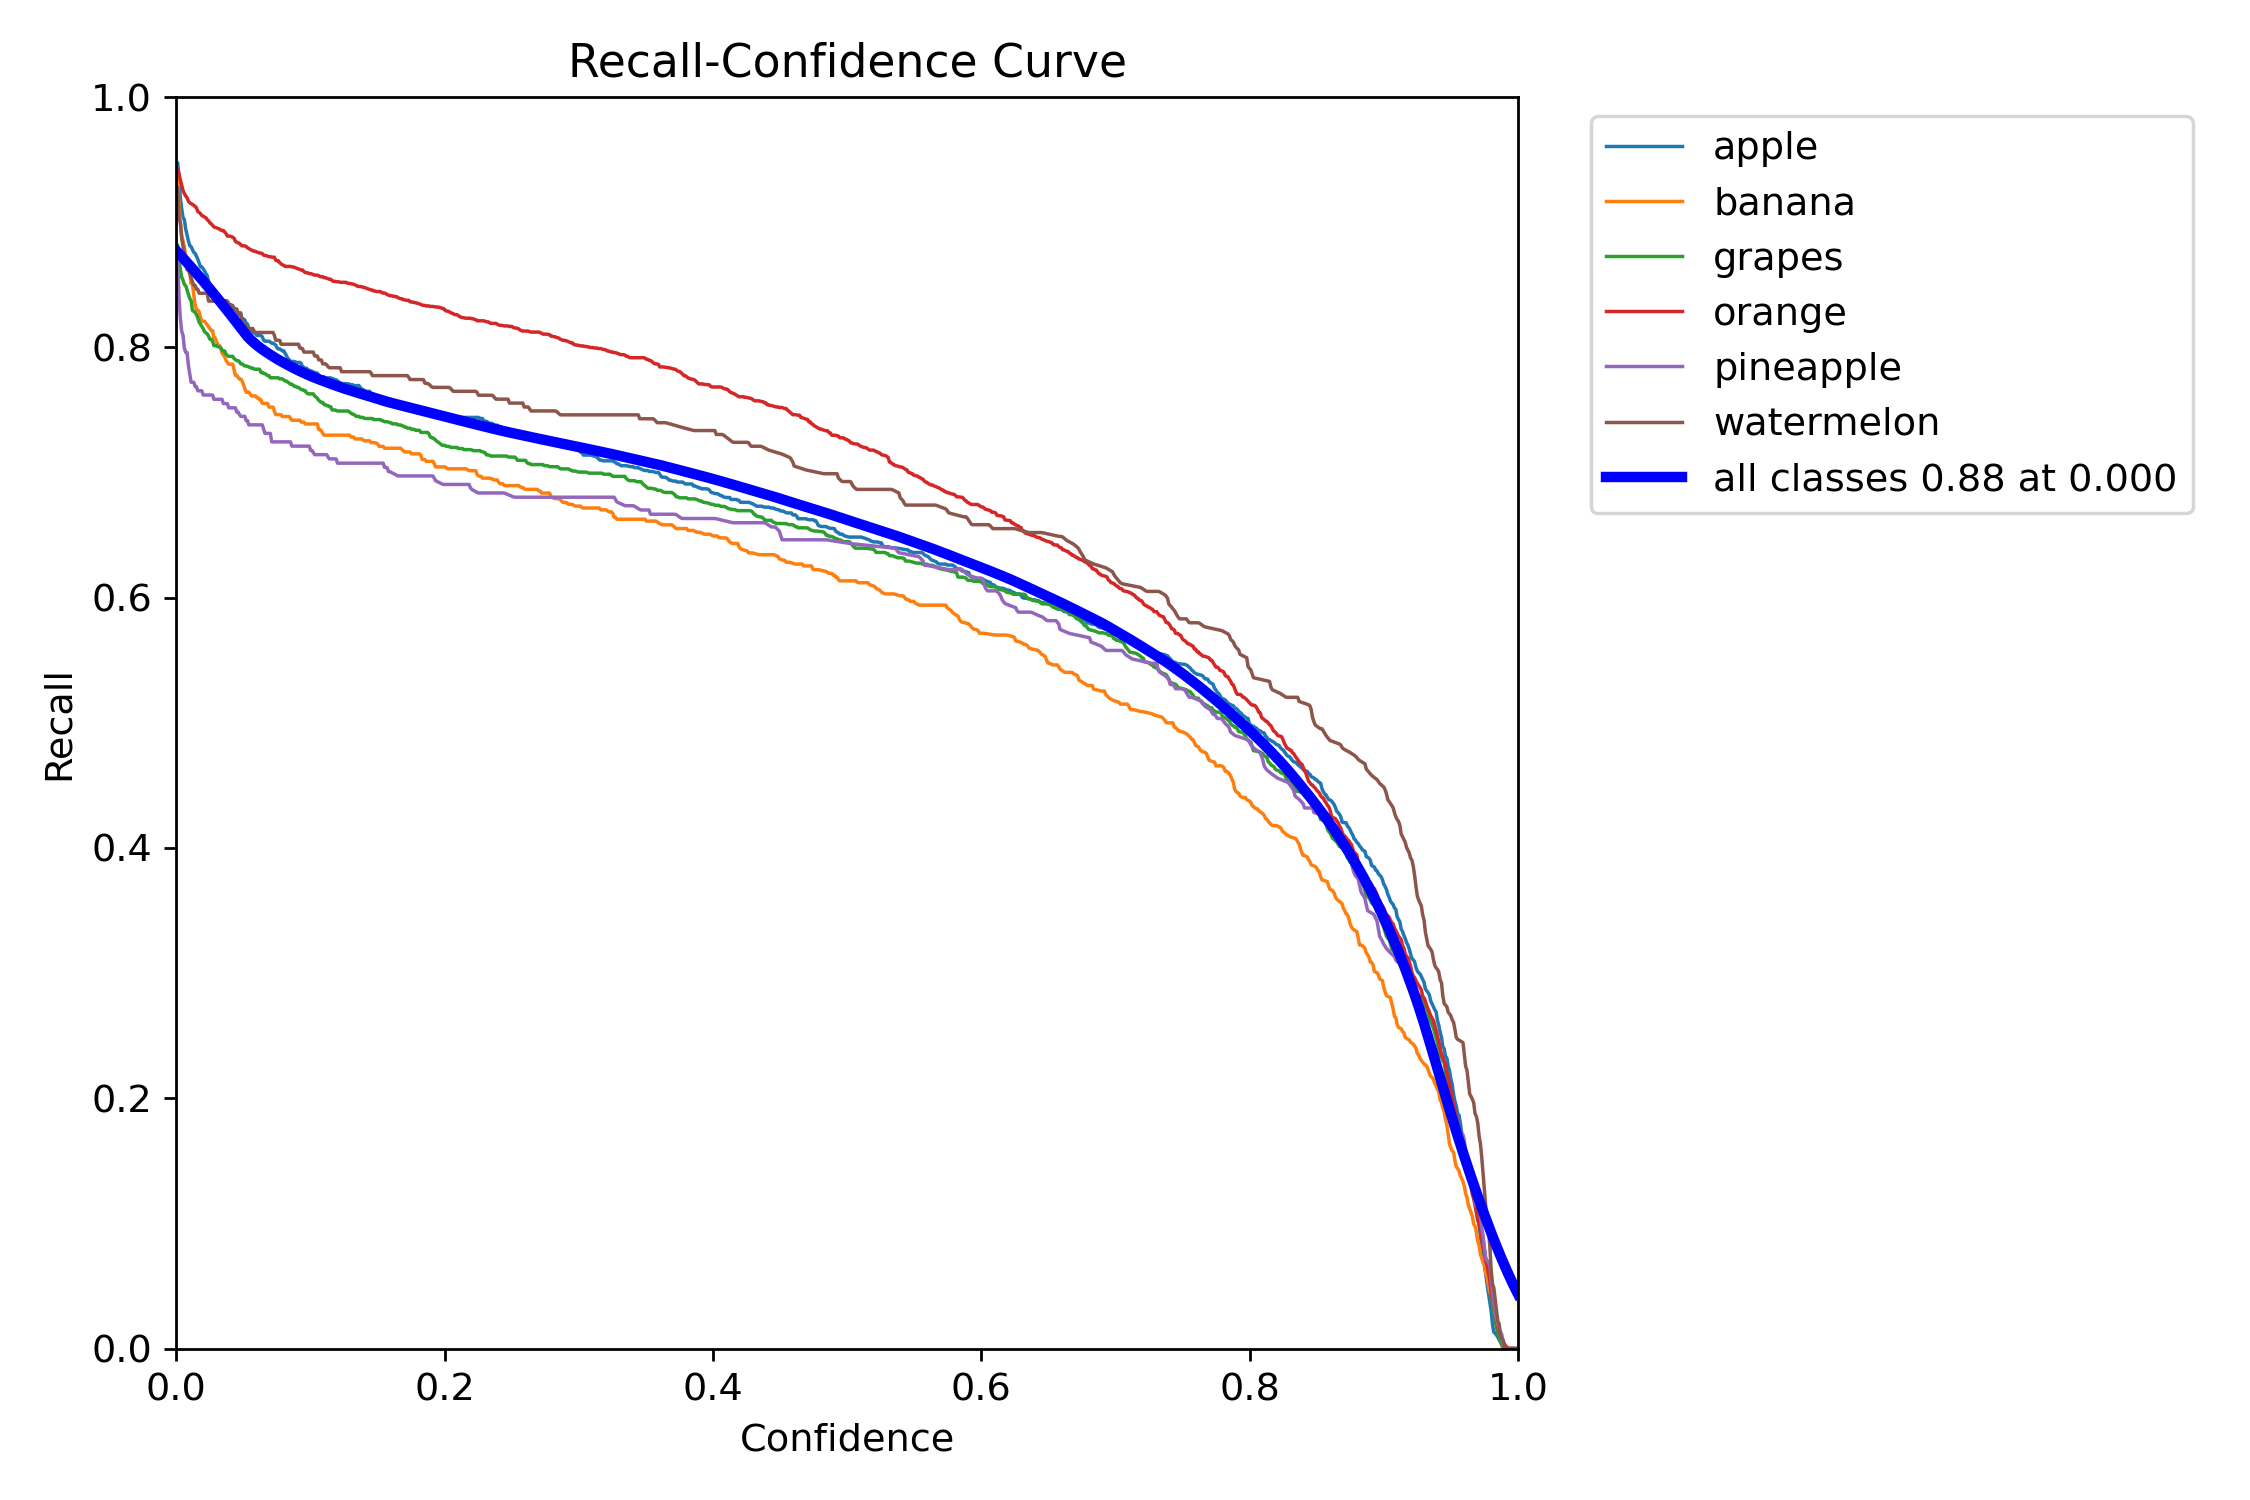 Recall-Confidence Curve
1.0
0.8
0.6
0.4
0.2
0.0
Recall
0.0 0.2 0.4 0.6 0.8 1.0
Confidence
apple
banana
grapes
orange
pineapple
watermelon
all classes 0.88 at 0.000